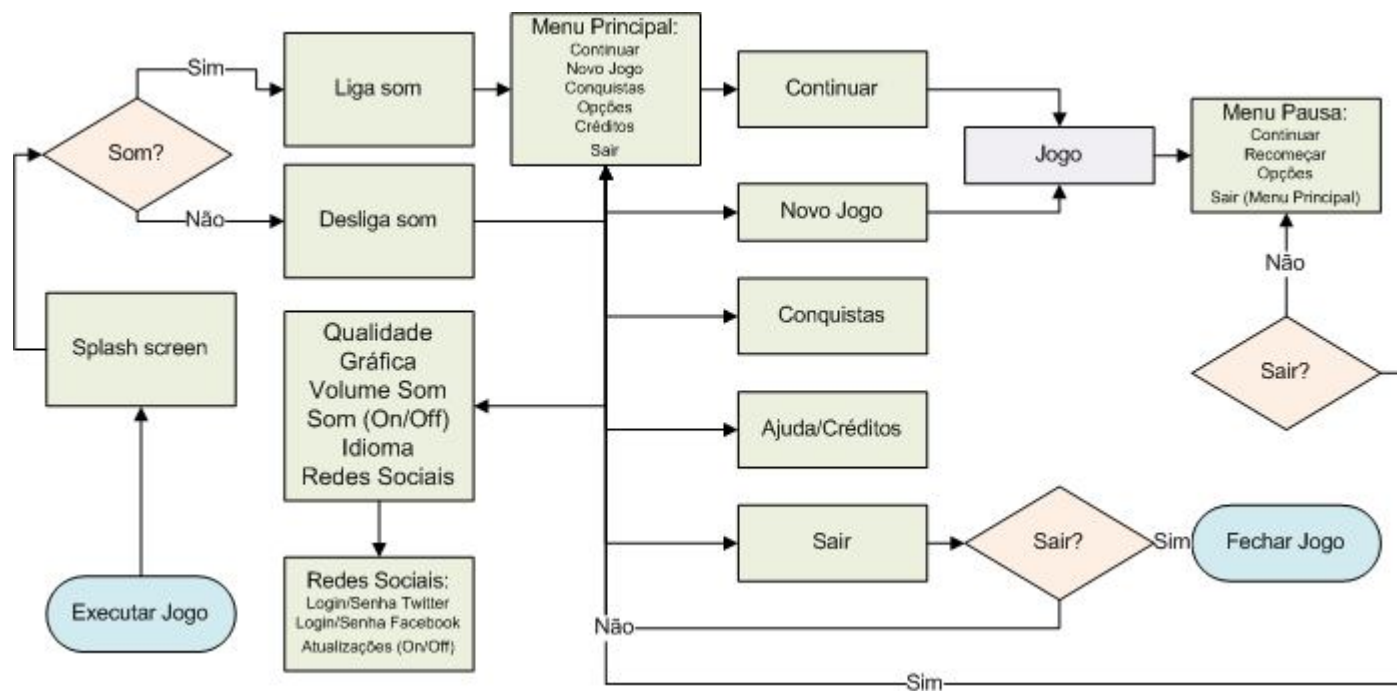 Sim
Som?
Não
Splash screen
Executar Jogo
Liga som
Desliga som
Qualidade
Gráfica
Volume Som
Som (On/Off)
Idioma
Redes Sociais
Redes Sociais:
Login/Senha Twitter
Login/Senha Facebook
Atualizações (On/Off)
Menu Principal:
Continuar
Novo Jogo
Conquistas
Opções
Créditos
Sair
Continuar
Novo Jogo
Conquistas
Ajuda/Créditos
Sair
Jogo
Menu Pausa:
Continuar
Recomeçar
Opções
Sair (Menu Principal)
Não
Sair?
Sair?
Sim
Fechar Jogo
Não
Sim